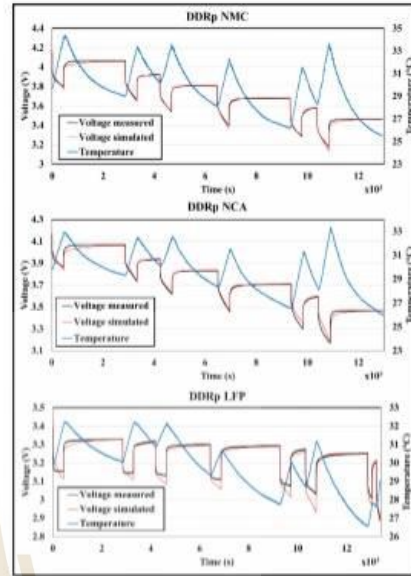 DDRp NMC
4.4
4.2
4
3.8
3.6
3.4
3.2
3
Voltage (V)
35
33
31
29
27
25
23
Temperature (°C)
Voltage measured
Voltage simulated
Temperature
0
2
4
6
8
10
12
Time (s)
x10³
DDRp NCA
4.3
4.1
3.9
3.7
3.5
3.3
3.1
Voltage (V)
33
31
29
27
25
23
Temperature (°C)
Voltage measured
Voltage simulated
Temperature
0
2
4
6
8
10
12
Time (s)
x10³
DDRp LFP
3.5
3.4
3.3
3.2
3.1
3
2.9
2.8
Voltage (V)
33
32
31
30
29
28
27
26
Temperature (°C)
Voltage measured
Voltage simulated
Temperature
0
2
4
6
8
10
12
Time (s)
x10³